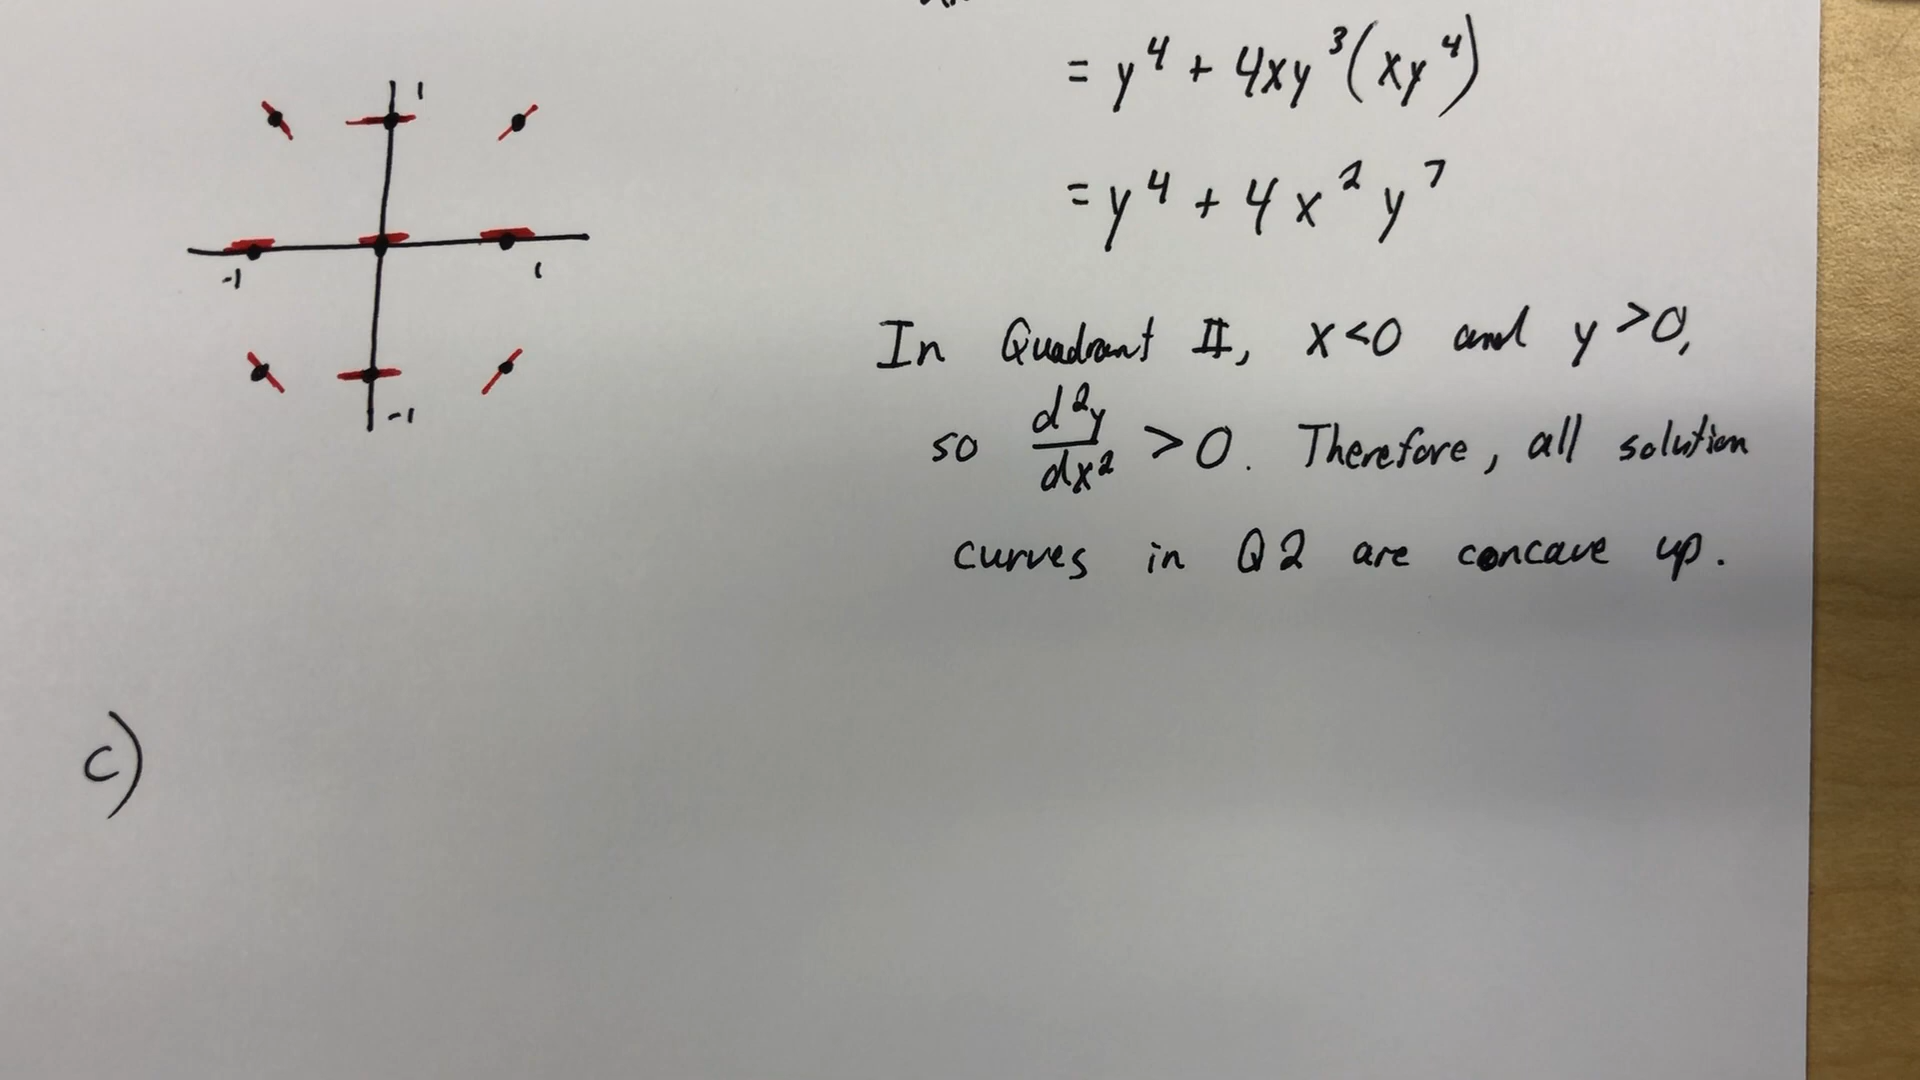 1
-1
1
-1
= y⁴ + 4xy³(xy⁴)
= y⁴ + 4x²y⁷
In Quadrant II, x<0 and y>0,
so d²y/dx² > 0. Therefore, all solution
curves in Q2 are concave up.
c)